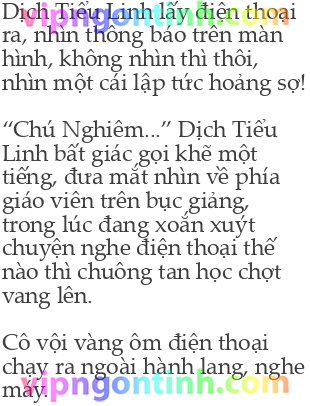 Dịch Tiểu Linh lấy điện thoại
ra, nhìn thông báo trên màn
hình, không nhìn thì thôi,
nhìn một cái lập tức hoảng sợ!
“Chú Nghiêm...” Dịch Tiểu
Linh bất giác gọi khẽ một
tiếng, đưa mắt nhìn về phía
giáo viên trên bục giảng,
trong lúc đang xoắn xuýt
chuyện nghe điện thoại thế
nào thì chuông tan học chợt
vang lên.
Cô vội vàng ôm điện thoại
chạy ra ngoài hành lang, nghe
máy.
vipngontinh.com
vipngontinh.com